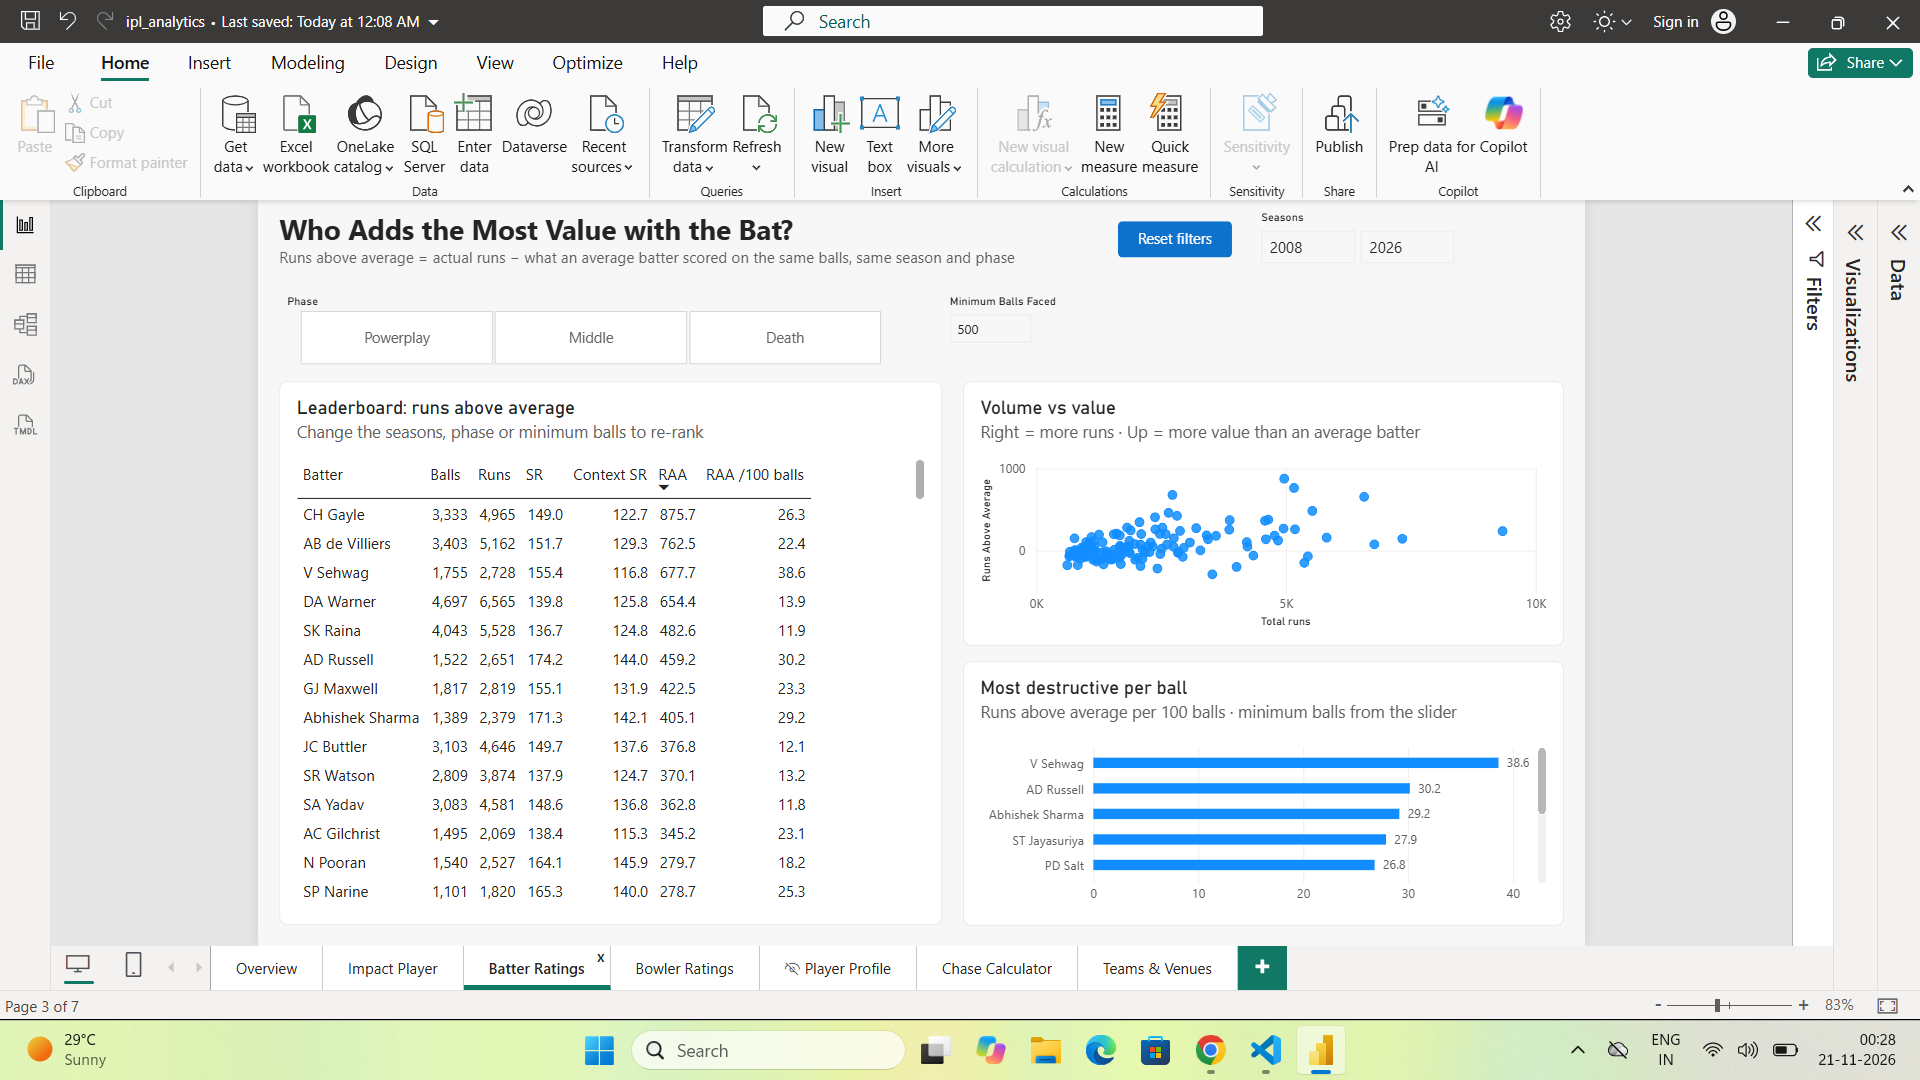 ipl_analytics • Last saved: Today at 12:08 AM
Search
Sign in
File Home Insert Modeling Design View Optimize Help
Share
Paste
Cut
Copy
Format painter
Clipboard
Get data
Excel workbook
OneLake catalog
SQL Server
Enter data
Dataverse
Recent sources
Data
Transform data
Refresh
Queries
New visual
Text box
More visuals
Insert
New visual calculation
New measure
Quick measure
Calculations
Sensitivity
Sensitivity
Publish
Share
Prep data for AI
Copilot
Copilot
DAX
TMDL
Who Adds the Most Value with the Bat?
Runs above average = actual runs − what an average batter scored on the same balls, same season and phase
Reset filters
Seasons
2008 2026
Phase
Powerplay Middle Death
Minimum Balls Faced
500
Leaderboard: runs above average
Change the seasons, phase or minimum balls to re-rank
Batter Balls Runs SR Context SR RAA RAA /100 balls
CH Gayle 3,333 4,965 149.0 122.7 875.7 26.3
AB de Villiers 3,403 5,162 151.7 129.3 762.5 22.4
V Sehwag 1,755 2,728 155.4 116.8 677.7 38.6
DA Warner 4,697 6,565 139.8 125.8 654.4 13.9
SK Raina 4,043 5,528 136.7 124.8 482.6 11.9
AD Russell 1,522 2,651 174.2 144.0 459.2 30.2
GJ Maxwell 1,817 2,819 155.1 131.9 422.5 23.3
Abhishek Sharma 1,389 2,379 171.3 142.1 405.1 29.2
JC Buttler 3,103 4,646 149.7 137.6 376.8 12.1
SR Watson 2,809 3,874 137.9 124.7 370.1 13.2
SA Yadav 3,083 4,581 148.6 136.8 362.8 11.8
AC Gilchrist 1,495 2,069 138.4 115.3 345.2 23.1
N Pooran 1,540 2,527 164.1 145.9 279.7 18.2
SP Narine 1,101 1,820 165.3 140.0 278.7 25.3
Volume vs value
Right = more runs · Up = more value than an average batter
Runs Above Average
1000
0
0K 5K 10K
Total runs
Most destructive per ball
Runs above average per 100 balls · minimum balls from the slider
V Sehwag 38.6
AD Russell 30.2
Abhishek Sharma 29.2
ST Jayasuriya 27.9
PD Salt 26.8
0 10 20 30 40
Filters
Visualizations
Data
Overview Impact Player Batter Ratings x Bowler Ratings Player Profile Chase Calculator Teams & Venues +
Page 3 of 7
- + 83%
29°C
Sunny
Search
ENG
IN
00:28
21-11-2026